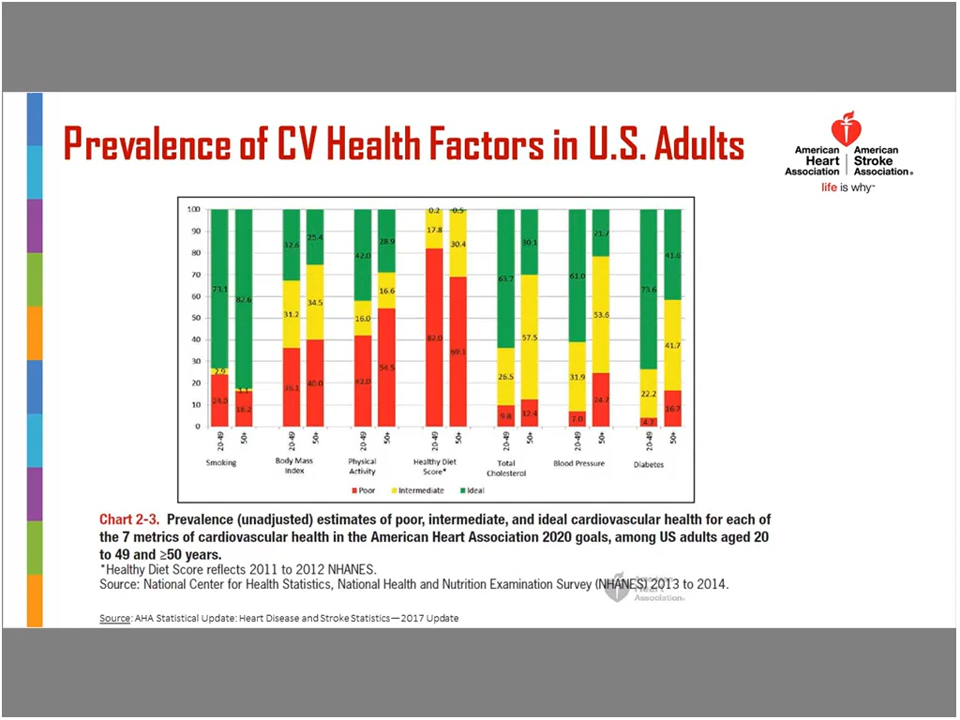 Prevalence of CV Health Factors in U.S. Adults
American
Heart
Association
American
Stroke
Association®
life is why™
100
90
80
70
60
50
40
30
20
10
0
73.1
2.9
24.0
82.6
1.1
16.2
32.6
31.2
36.1
25.4
34.5
40.0
42.0
16.0
42.0
28.9
16.6
54.5
0.2
17.8
82.0
0.5
30.4
69.1
63.7
26.5
9.8
30.1
57.5
12.4
61.0
31.9
7.0
21.7
53.6
24.7
73.6
22.2
4.2
41.6
41.7
16.7
20-49 50+ 20-49 50+ 20-49 50+ 20-49 50+ 20-49 50+ 20-49 50+ 20-49 50+
Smoking
Body Mass
Index
Physical
Activity
Healthy Diet
Score*
Total
Cholesterol
Blood Pressure
Diabetes
Poor Intermediate Ideal
Chart 2-3. Prevalence (unadjusted) estimates of poor, intermediate, and ideal cardiovascular health for each of
the 7 metrics of cardiovascular health in the American Heart Association 2020 goals, among US adults aged 20
to 49 and ≥50 years.
*Healthy Diet Score reflects 2011 to 2012 NHANES.
Source: National Center for Health Statistics, National Health and Nutrition Examination Survey (NHANES) 2013 to 2014.
American
Heart
Association®
Source: AHA Statistical Update: Heart Disease and Stroke Statistics—2017 Update